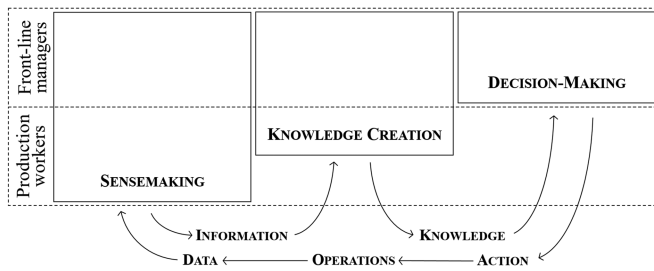 Front-line
managers
Production
workers
DECISION-MAKING
KNOWLEDGE CREATION
SENSEMAKING
INFORMATION
KNOWLEDGE
DATA
OPERATIONS
ACTION